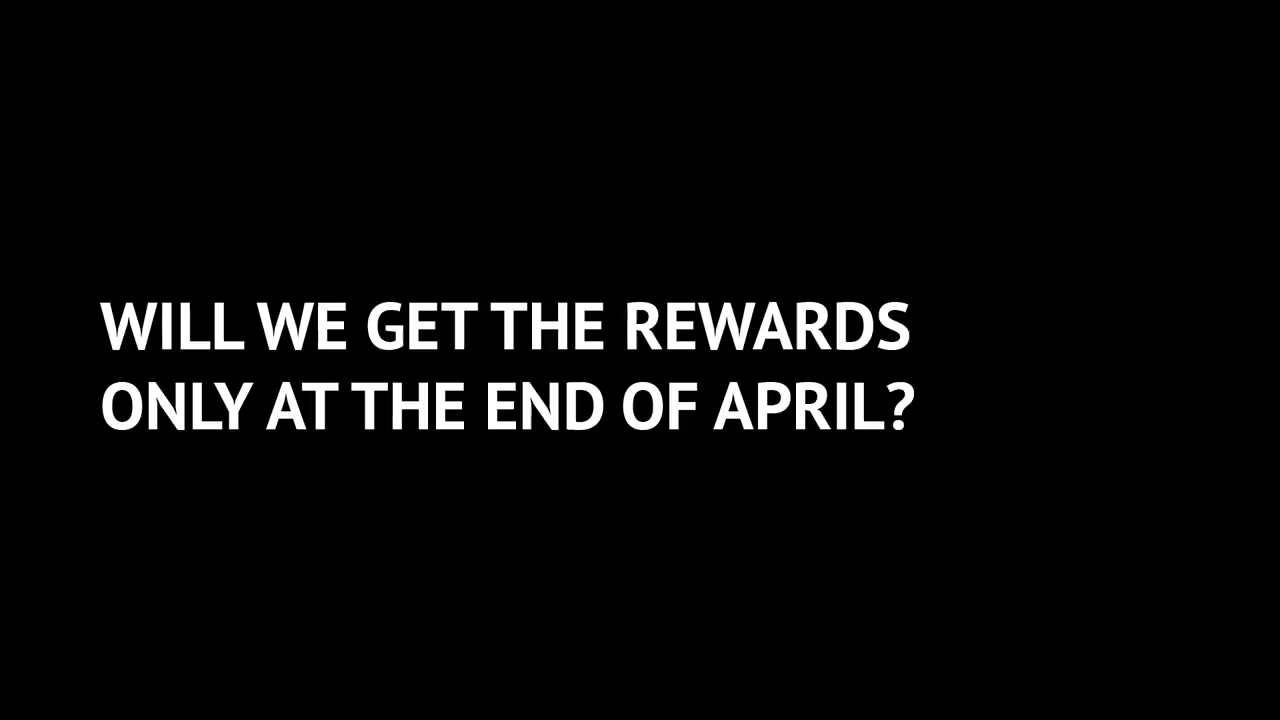 WILL WE GET THE REWARDS
ONLY AT THE END OF APRIL?